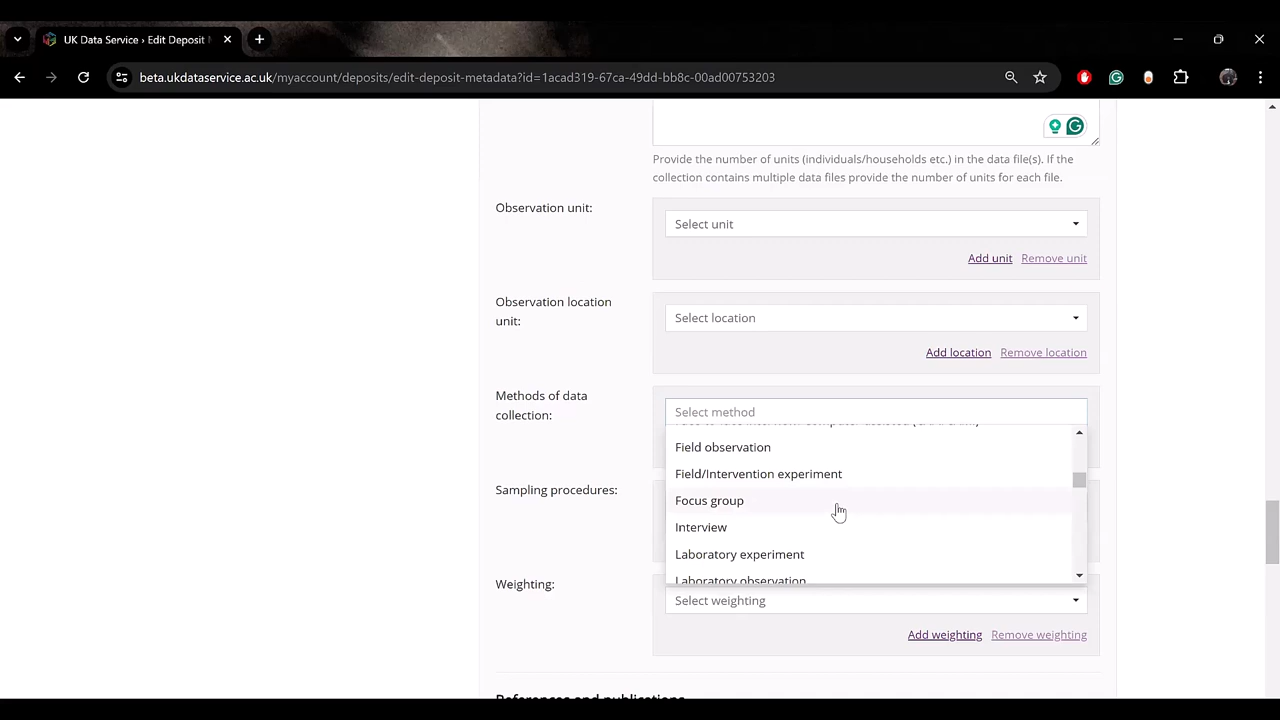 UK Data Service › Edit Deposit M
beta.ukdataservice.ac.uk/myaccount/deposits/edit-deposit-metadata?id=1acad319-67ca-49dd-bb8c-00ad00753203
Provide the number of units (individuals/households etc.) in the data file(s). If the
collection contains multiple data files provide the number of units for each file.
Observation unit:
Select unit
Add unit Remove unit
Observation location
unit:
Select location
Add location Remove location
Methods of data
collection:
Select method
Field observation
Field/Intervention experiment
Focus group
Interview
Laboratory experiment
Laboratory observation
Sampling procedures:
Weighting:
Select weighting
Add weighting Remove weighting
References and publications